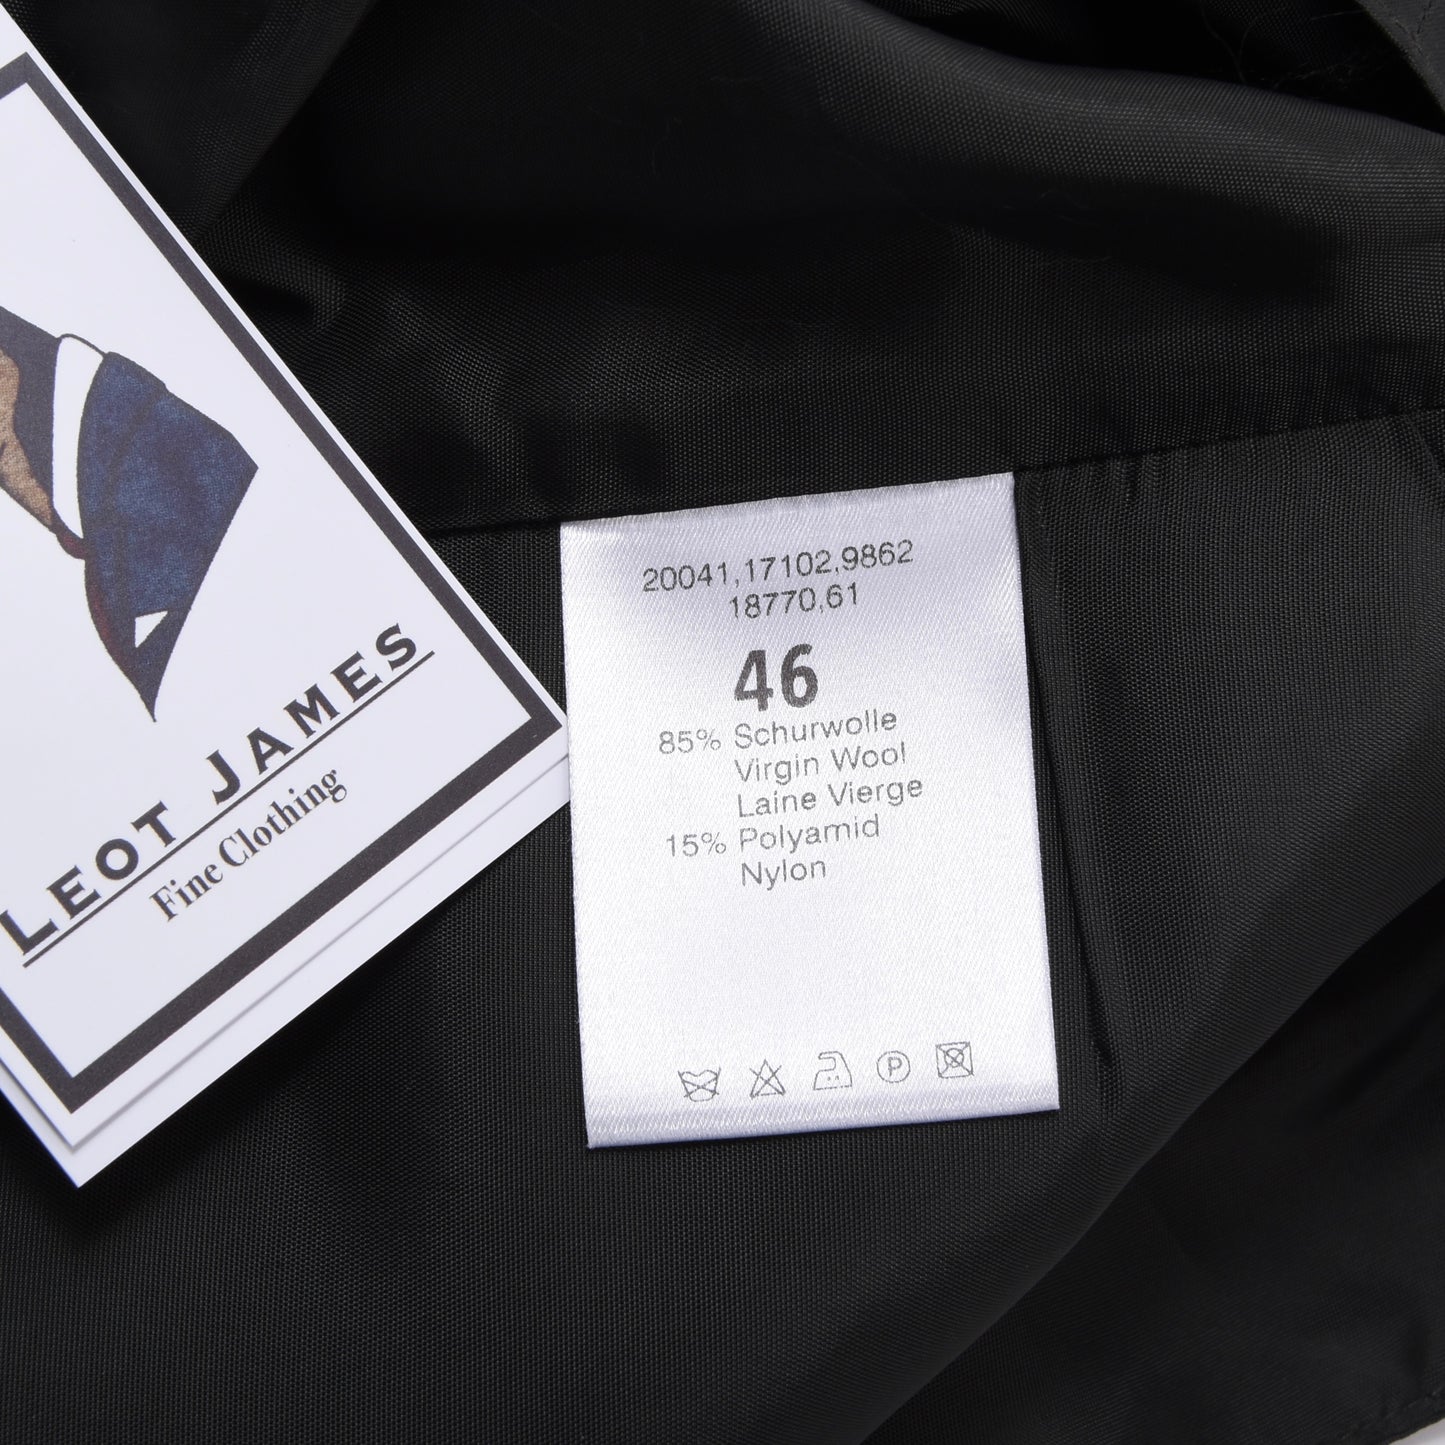 LEOT JAMES
Fine Clothing
20041,17102,9862
18770,61
46
85% Schurwolle
Virgin Wool
Laine Vierge
15% Polyamid
Nylon
P